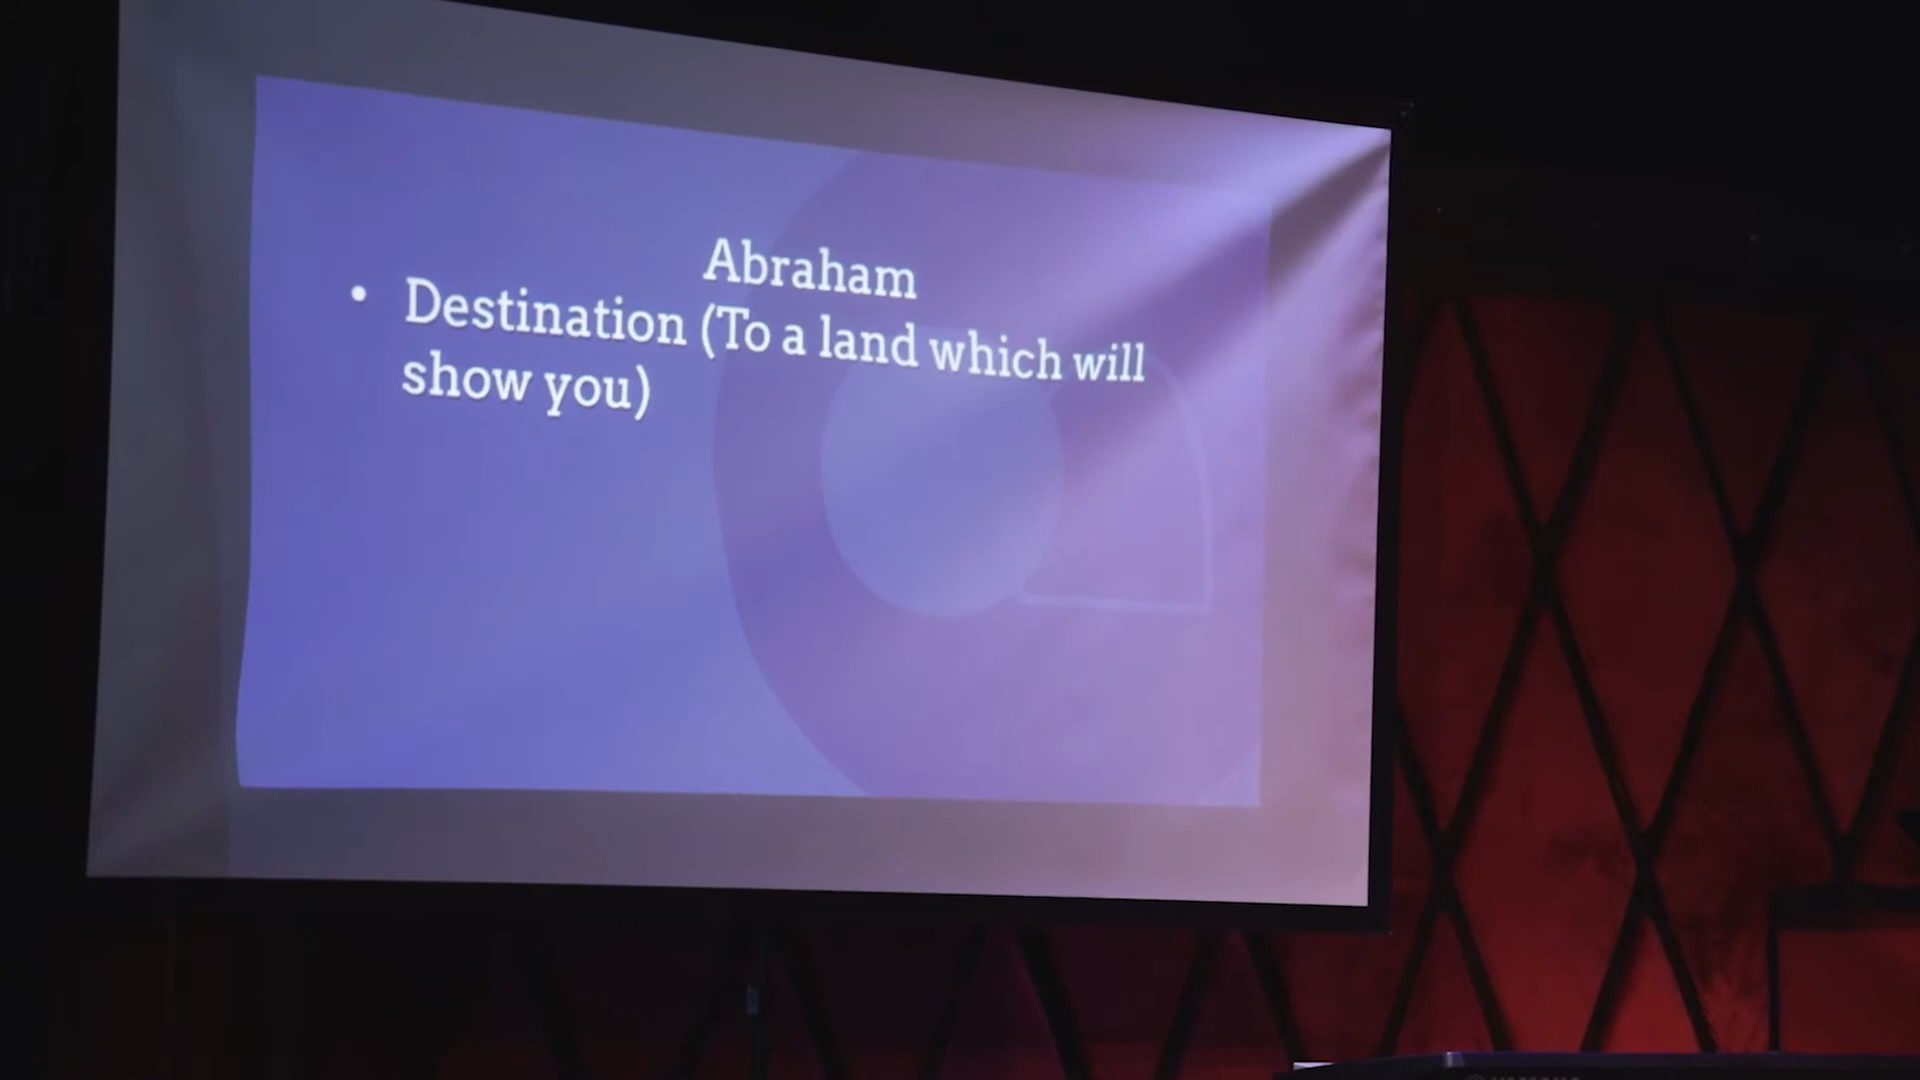 Abraham
• Destination (To a land which will
show you)